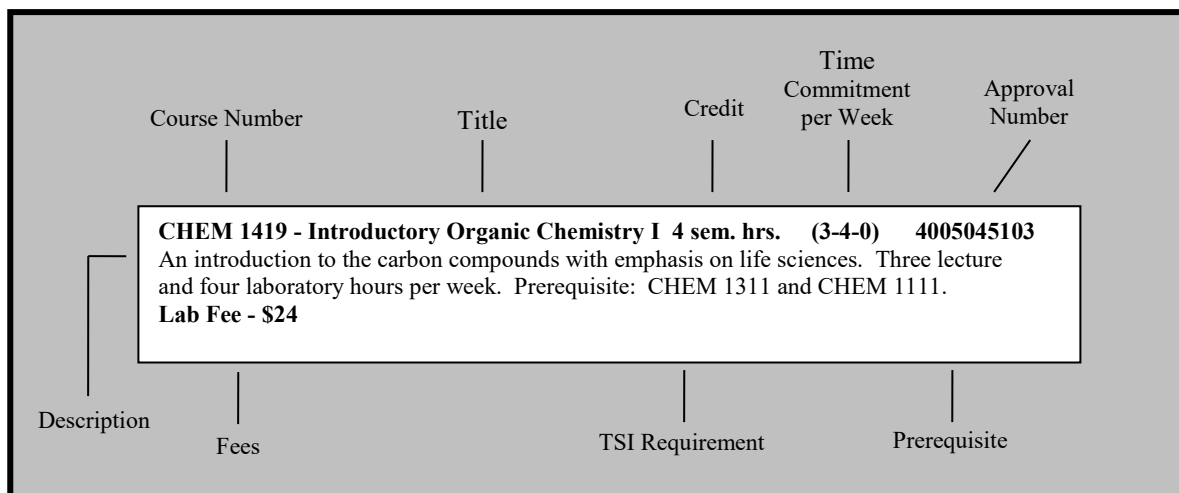 Time
Commitment
per Week
Approval
Number
Course Number
Title
Credit
CHEM 1419 - Introductory Organic Chemistry I  4 sem. hrs.  (3-4-0)  4005045103
An introduction to the carbon compounds with emphasis on life sciences.  Three lecture
and four laboratory hours per week.  Prerequisite:  CHEM 1311 and CHEM 1111.
Lab Fee - $24
Description
Fees
TSI Requirement
Prerequisite